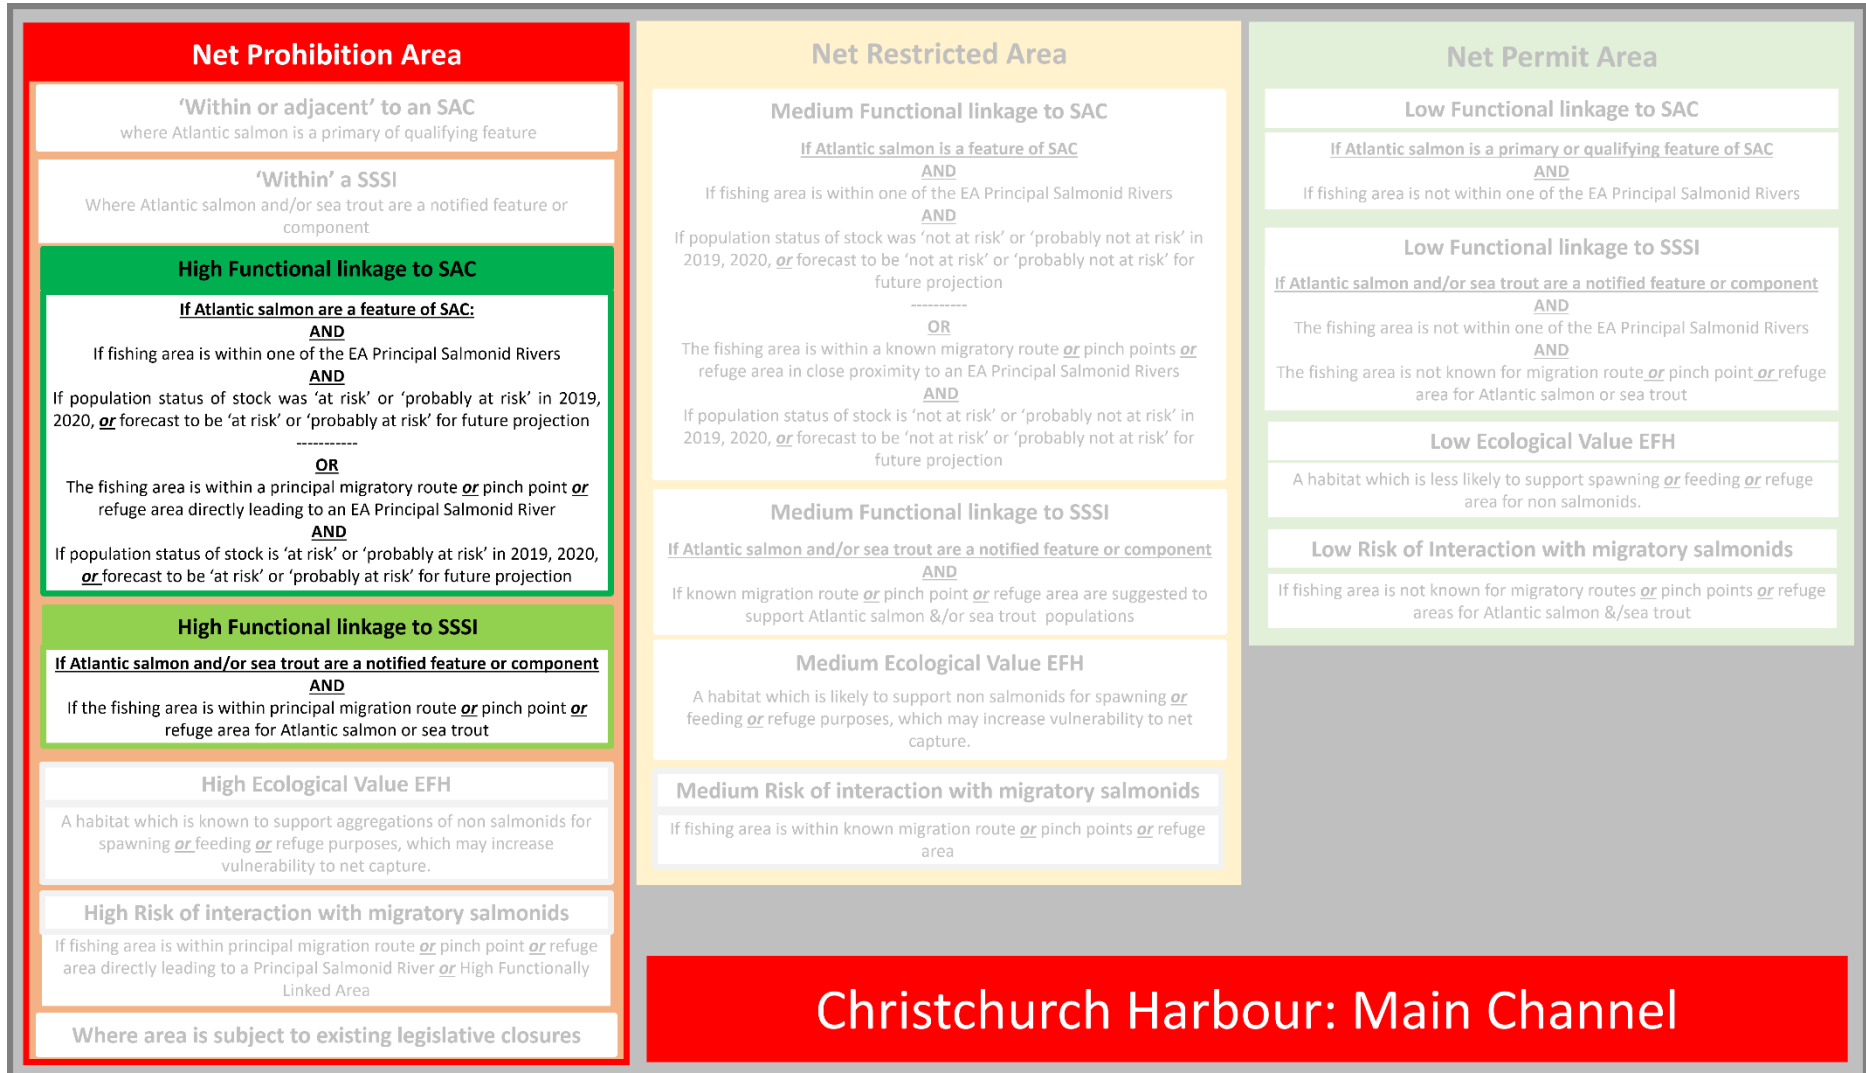 Net Prohibition Area
‘Within or adjacent’ to an SAC
where Atlantic salmon is a primary of qualifying feature
‘Within’ a SSSI
Where Atlantic salmon and/or sea trout are a notified feature or
component
High Functional linkage to SAC
If Atlantic salmon are a feature of SAC:
AND
If fishing area is within one of the EA Principal Salmonid Rivers
AND
If population status of stock was ‘at risk’ or ‘probably at risk’ in 2019,
2020, or forecast to be ‘at risk’ or ‘probably at risk’ for future projection
-----------
OR
The fishing area is within a principal migratory route or pinch point or
refuge area directly leading to an EA Principal Salmonid River
AND
If population status of stock is ‘at risk’ or ‘probably at risk’ in 2019, 2020,
or forecast to be ‘at risk’ or ‘probably at risk’ for future projection
High Functional linkage to SSSI
If Atlantic salmon and/or sea trout are a notified feature or component
AND
If the fishing area is within principal migration route or pinch point or
refuge area for Atlantic salmon or sea trout
High Ecological Value EFH
A habitat which is known to support aggregations of non salmonids for
spawning or feeding or refuge purposes, which may increase
vulnerability to net capture.
High Risk of interaction with migratory salmonids
If fishing area is within principal migration route or pinch point or refuge
area directly leading to a Principal Salmonid River or High Functionally
Linked Area
Where area is subject to existing legislative closures
Net Restricted Area
Medium Functional linkage to SAC
If Atlantic salmon is a feature of SAC
AND
If fishing area is within one of the EA Principal Salmonid Rivers
AND
If population status of stock was ‘not at risk’ or ‘probably not at risk’ in
2019, 2020, or forecast to be ‘not at risk’ or ‘probably not at risk’ for
future projection
----------
OR
The fishing area is within a known migratory route or pinch points or
refuge area in close proximity to an EA Principal Salmonid Rivers
AND
If population status of stock is ‘not at risk’ or ‘probably not at risk’ in
2019, 2020, or forecast to be ‘not at risk’ or ‘probably not at risk’ for
future projection
Medium Functional linkage to SSSI
If Atlantic salmon and/or sea trout are a notified feature or component
AND
If known migration route or pinch point or refuge area are suggested to
support Atlantic salmon &/or sea trout populations
Medium Ecological Value EFH
A habitat which is likely to support non salmonids for spawning or
feeding or refuge purposes, which may increase vulnerability to net
capture.
Medium Risk of interaction with migratory salmonids
If fishing area is within known migration route or pinch points or refuge
area
Net Permit Area
Low Functional linkage to SAC
If Atlantic salmon is a primary or qualifying feature of SAC
AND
If fishing area is not within one of the EA Principal Salmonid Rivers
Low Functional linkage to SSSI
If Atlantic salmon and/or sea trout are a notified feature or component
AND
The fishing area is not within one of the EA Principal Salmonid Rivers
AND
The fishing area is not known for migration route or pinch point or refuge
area for Atlantic salmon or sea trout
Low Ecological Value EFH
A habitat which is less likely to support spawning or feeding or refuge
area for non salmonids.
Low Risk of Interaction with migratory salmonids
If fishing area is not known for migratory routes or pinch points or refuge
areas for Atlantic salmon &/sea trout
Christchurch Harbour: Main Channel